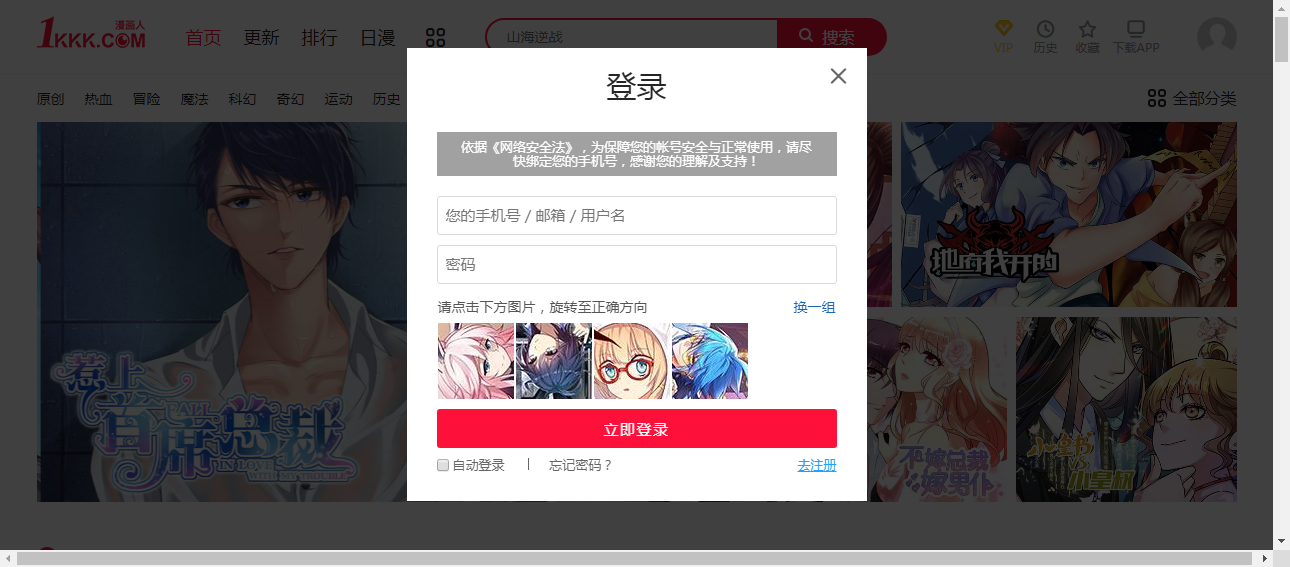 漫画人
1KKK.COM
首页 更新 排行 日漫
山海逆战
搜索
VIP 历史 收藏 下载APP
原创 热血 冒险 魔法 科幻 奇幻 运动 历史
全部分类
登录
依据《网络安全法》，为保障您的帐号安全与正常使用，请尽
快绑定您的手机号，感谢您的理解及支持！
您的手机号 / 邮箱 / 用户名
密码
请点击下方图片，旋转至正确方向 换一组
立即登录
自动登录 | 忘记密码？ 去注册
惹上
首席总裁
FALL
IN LOVE
WITH MY TROUBLE
地府我开的
不嫁总裁
嫁男仆